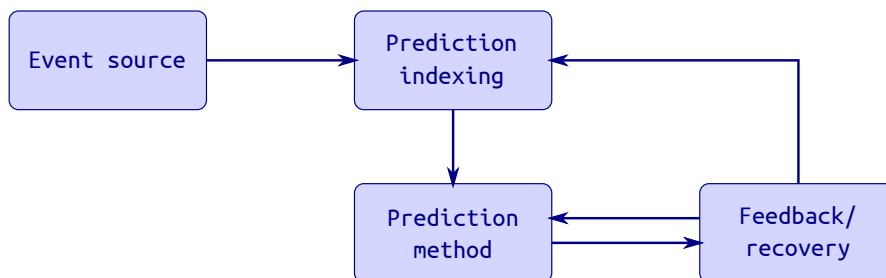 Event source
Prediction
indexing
Prediction
method
Feedback/
recovery